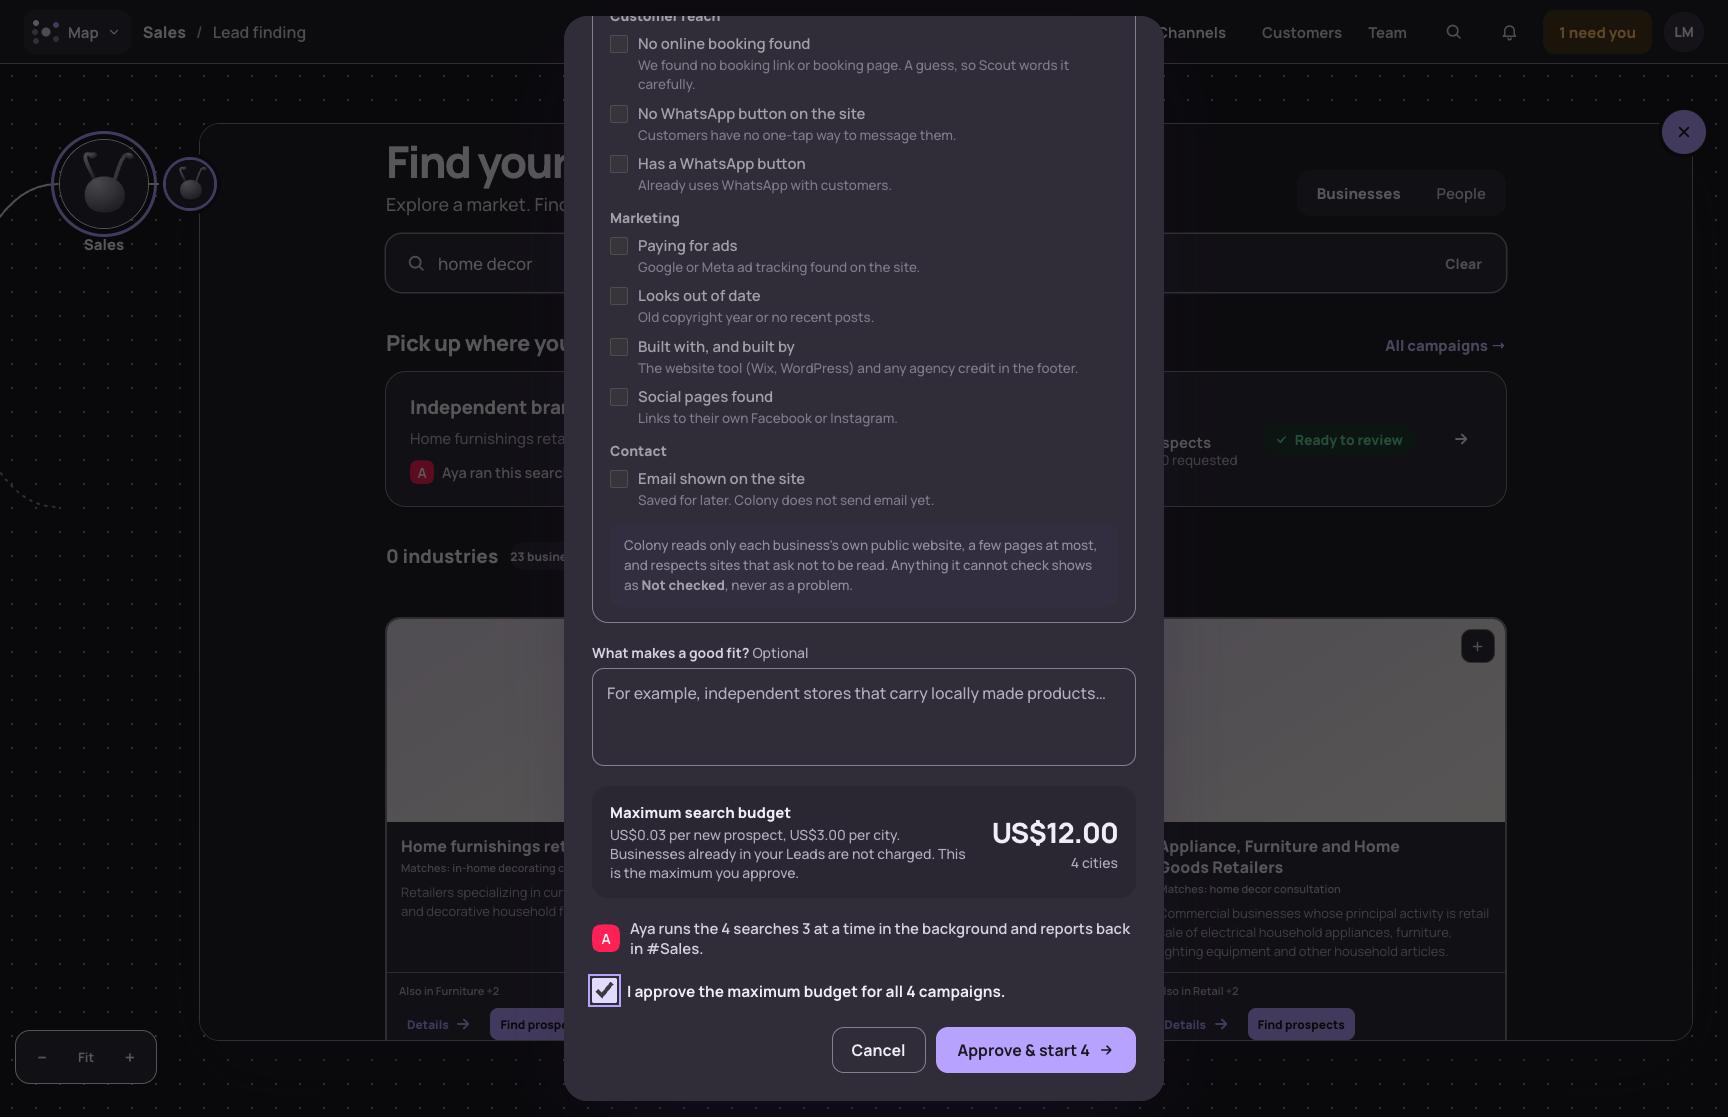 Map
Sales / Lead finding
Channels
Customers
Team
1 need you
LM
Sales
Find your
Explore a market. Find
Businesses
People
home decor
Clear
Pick up where you
All campaigns →
Independent bran
Home furnishings reta
A
Aya ran this searc
spects
0 requested
Ready to review
0 industries
23 busine
Home furnishings ret
Matches: in-home decorating c
Retailers specializing in cur
and decorative household f
Also in Furniture +2
Details
Find prospe
Appliance, Furniture and Home
Goods Retailers
Matches: home decor consultation
Commercial businesses whose principal activity is retail
sale of electrical household appliances, furniture,
lighting equipment and other household articles.
Also in Retail +2
Details
Find prospects
− Fit +
Customer reach
No online booking found
We found no booking link or booking page. A guess, so Scout words it
carefully.
No WhatsApp button on the site
Customers have no one-tap way to message them.
Has a WhatsApp button
Already uses WhatsApp with customers.
Marketing
Paying for ads
Google or Meta ad tracking found on the site.
Looks out of date
Old copyright year or no recent posts.
Built with, and built by
The website tool (Wix, WordPress) and any agency credit in the footer.
Social pages found
Links to their own Facebook or Instagram.
Contact
Email shown on the site
Saved for later. Colony does not send email yet.
Colony reads only each business's own public website, a few pages at most,
and respects sites that ask not to be read. Anything it cannot check shows
as Not checked, never as a problem.
What makes a good fit? Optional
For example, independent stores that carry locally made products…
Maximum search budget
US$0.03 per new prospect, US$3.00 per city.
Businesses already in your Leads are not charged. This
is the maximum you approve.
US$12.00
4 cities
A
Aya runs the 4 searches 3 at a time in the background and reports back
in #Sales.
I approve the maximum budget for all 4 campaigns.
Cancel
Approve & start 4 →